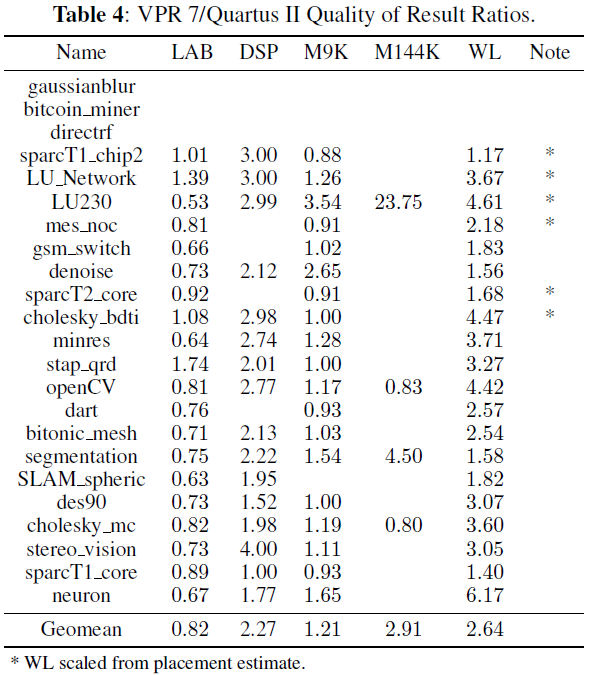 Table 4: VPR 7/Quartus II Quality of Result Ratios.
Name LAB DSP M9K M144K WL Note
gaussianblur
bitcoin_miner
directrf
sparcT1_chip2 1.01 3.00 0.88 1.17 *
LU_Network 1.39 3.00 1.26 3.67 *
LU230 0.53 2.99 3.54 23.75 4.61 *
mes_noc 0.81 0.91 2.18 *
gsm_switch 0.66 1.02 1.83
denoise 0.73 2.12 2.65 1.56
sparcT2_core 0.92 0.91 1.68 *
cholesky_bdti 1.08 2.98 1.00 4.47 *
minres 0.64 2.74 1.28 3.71
stap_qrd 1.74 2.01 1.00 3.27
openCV 0.81 2.77 1.17 0.83 4.42
dart 0.76 0.93 2.57
bitonic_mesh 0.71 2.13 1.03 2.54
segmentation 0.75 2.22 1.54 4.50 1.58
SLAM_spheric 0.63 1.95 1.82
des90 0.73 1.52 1.00 3.07
cholesky_mc 0.82 1.98 1.19 0.80 3.60
stereo_vision 0.73 4.00 1.11 3.05
sparcT1_core 0.89 1.00 0.93 1.40
neuron 0.67 1.77 1.65 6.17
Geomean 0.82 2.27 1.21 2.91 2.64
* WL scaled from placement estimate.